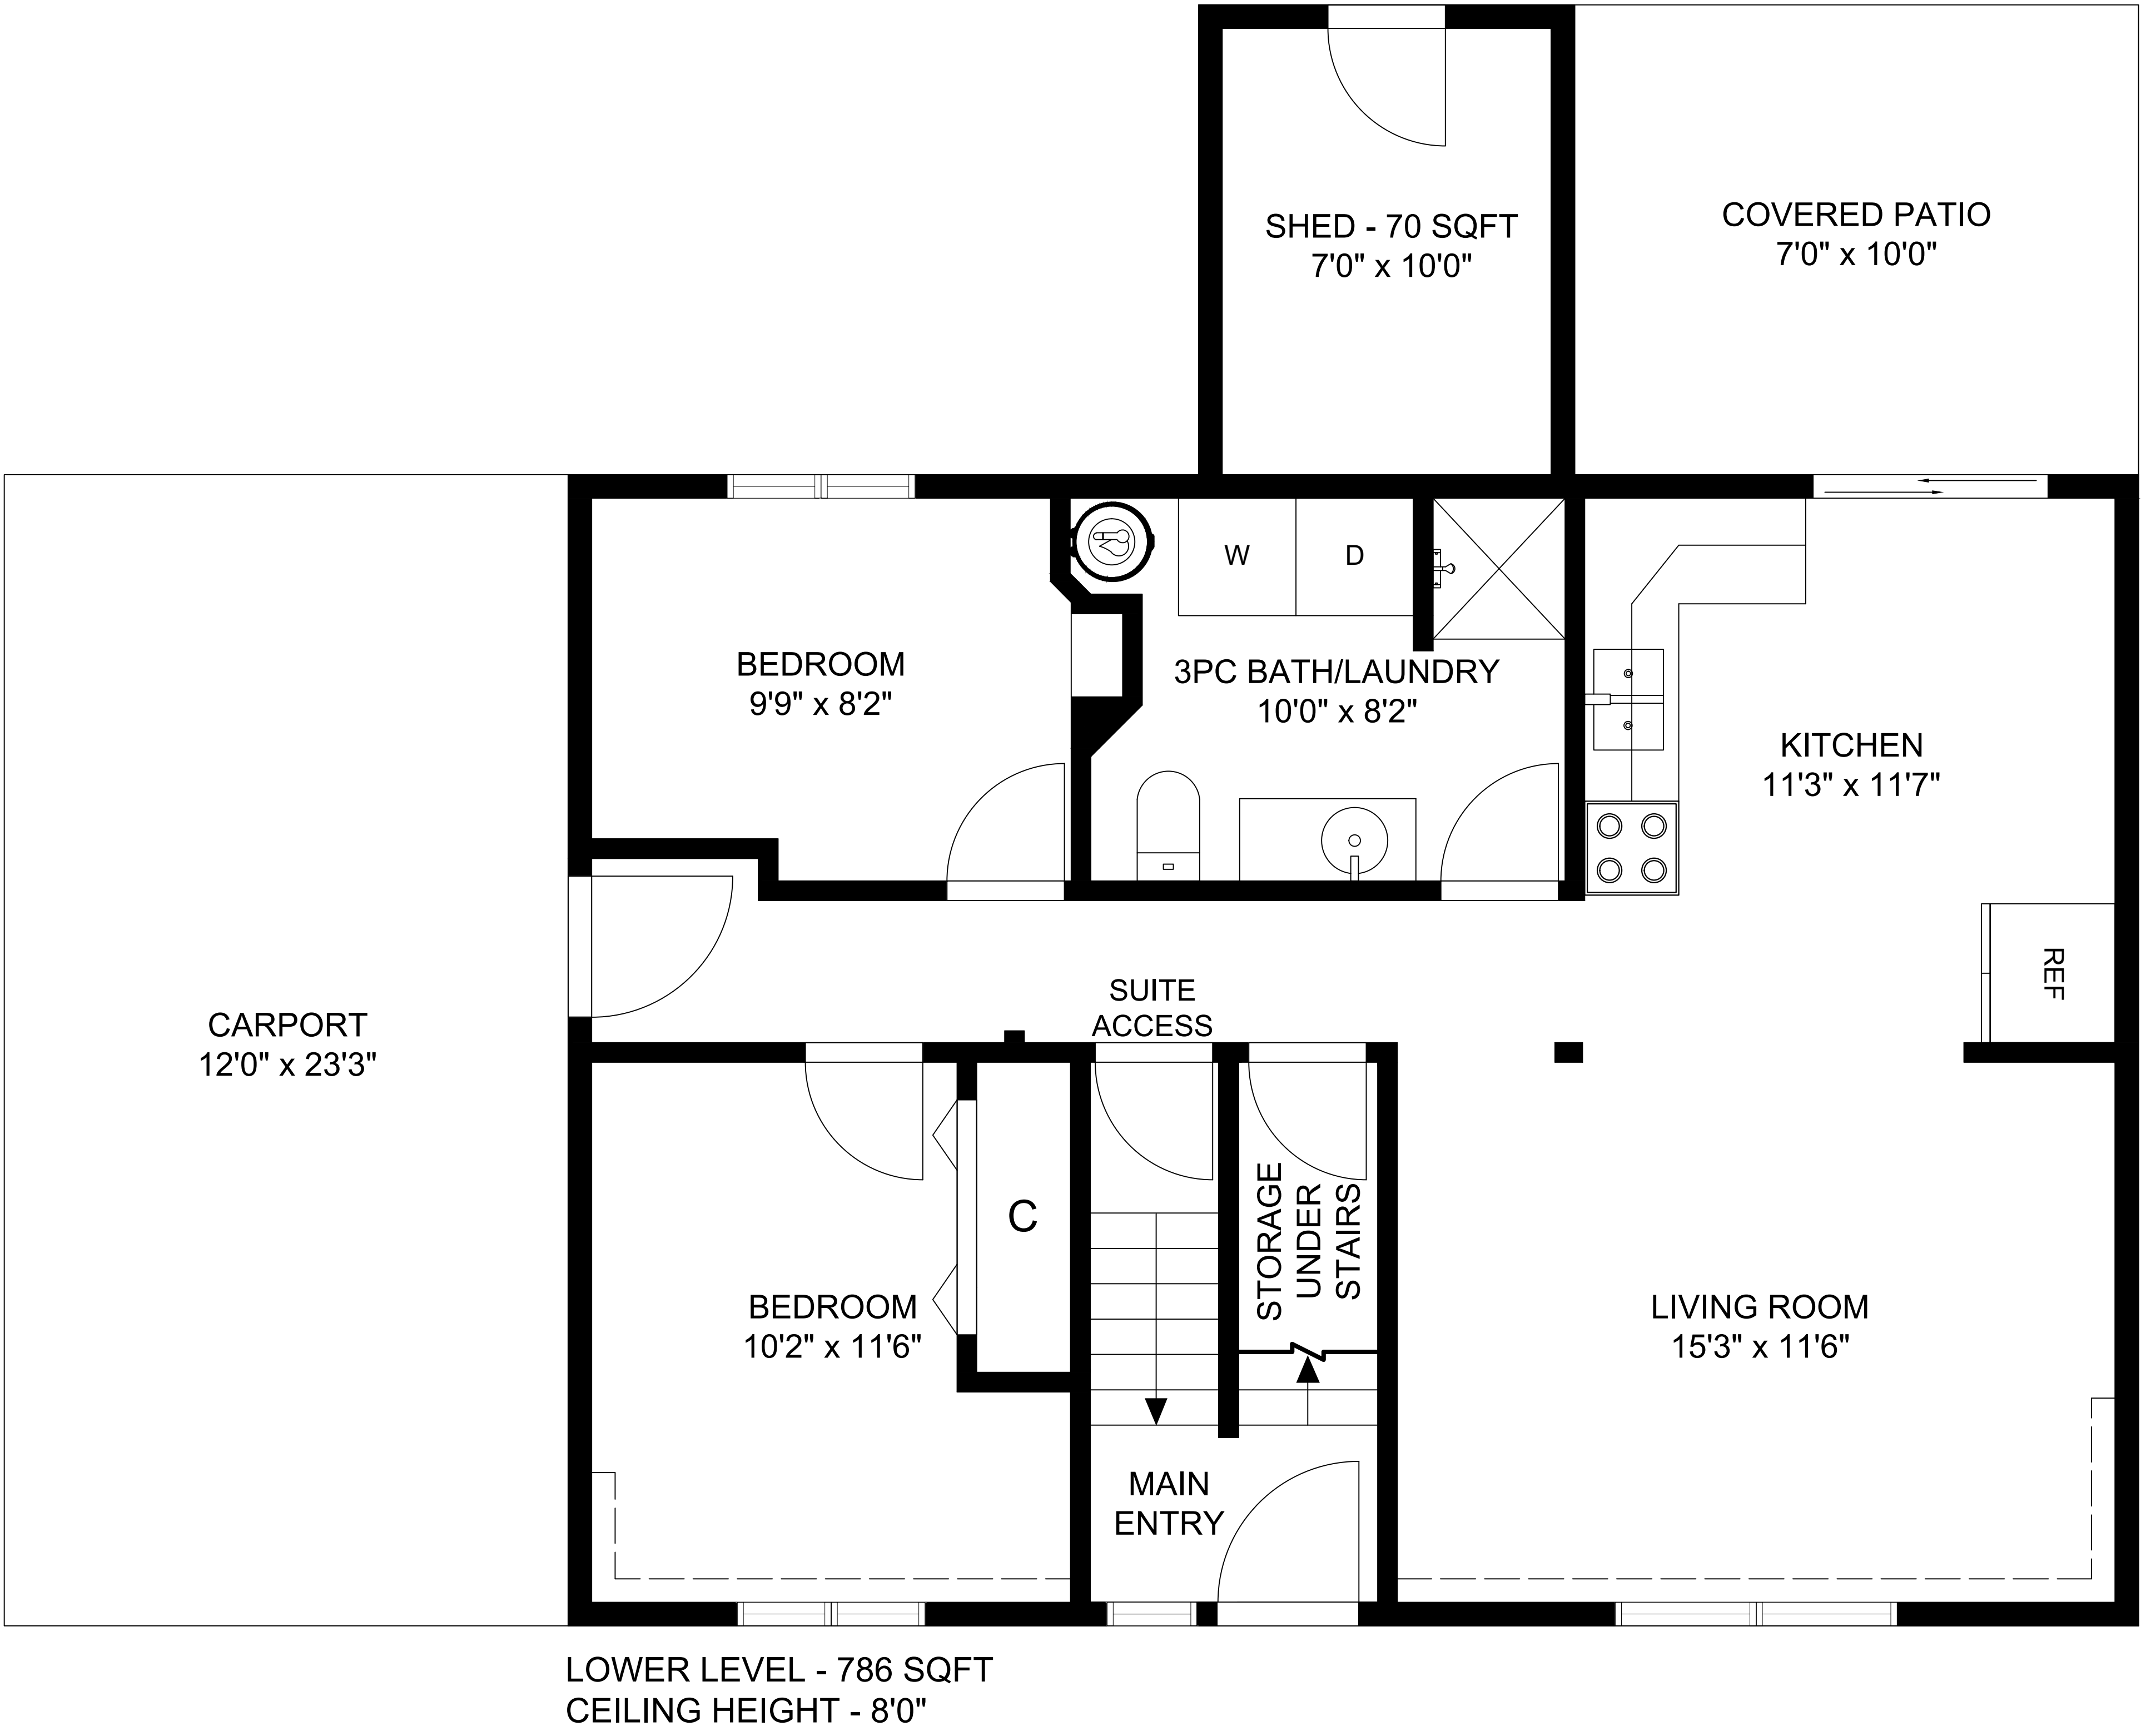 SHED - 70 SQFT
7'0" x 10'0"
COVERED PATIO
7'0" x 10'0"
W
D
BEDROOM
9'9" x 8'2"
3PC BATH/LAUNDRY
10'0" x 8'2"
KITCHEN
11'3" x 11'7"
REF
SUITE
ACCESS
CARPORT
12'0" x 23'3"
C
STORAGE
UNDER
STAIRS
BEDROOM
10'2" x 11'6"
LIVING ROOM
15'3" x 11'6"
MAIN
ENTRY
LOWER LEVEL - 786 SQFT
CEILING HEIGHT - 8'0"